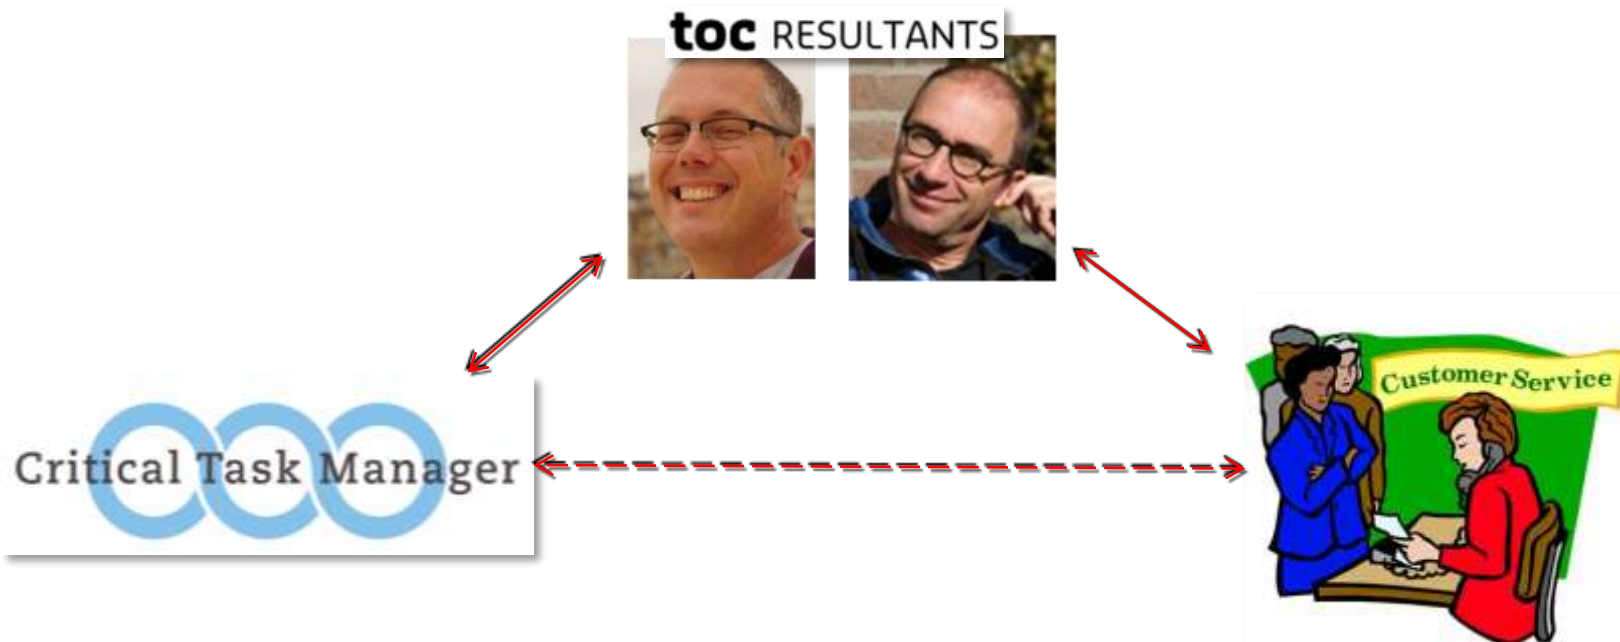 toc RESULTANTS
Customer Service
Critical Task Manager